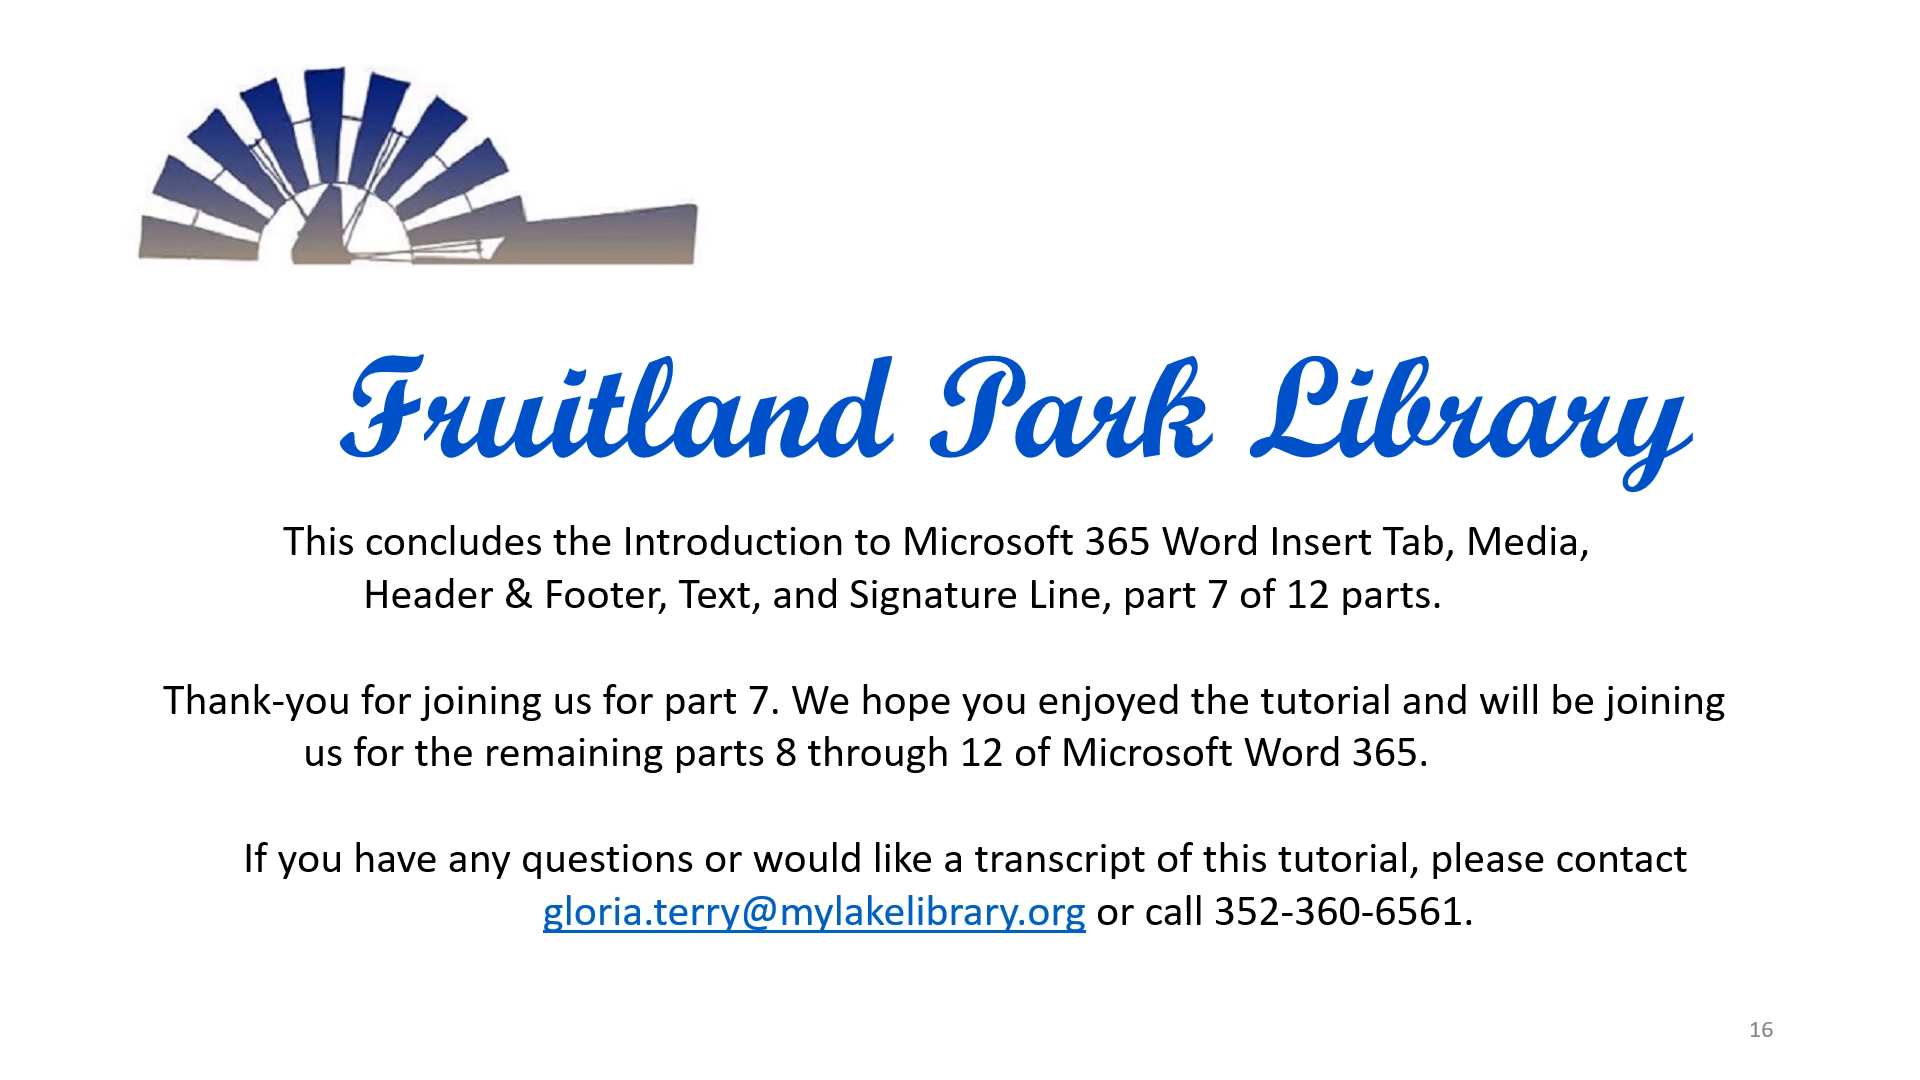 Fruitland Park Library
This concludes the Introduction to Microsoft 365 Word Insert Tab, Media,
Header & Footer, Text, and Signature Line, part 7 of 12 parts.
Thank-you for joining us for part 7. We hope you enjoyed the tutorial and will be joining
us for the remaining parts 8 through 12 of Microsoft Word 365.
If you have any questions or would like a transcript of this tutorial, please contact
gloria.terry@mylakelibrary.org or call 352-360-6561.
16